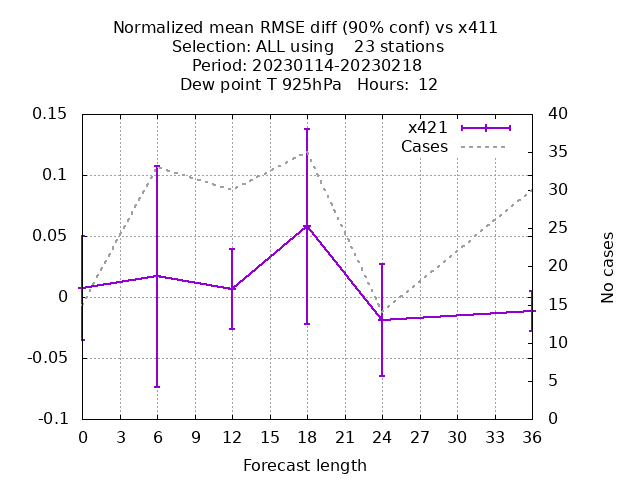 Normalized mean RMSE diff (90% conf) vs x411
Selection: ALL using    23 stations
Period: 20230114-20230218
Dew point T 925hPa   Hours:  12
x421
Cases
0.15
0.1
0.05
0
-0.05
-0.1
40
35
30
25
20
15
10
5
0
No cases
0 3 6 9 12 15 18 21 24 27 30 33 36
Forecast length